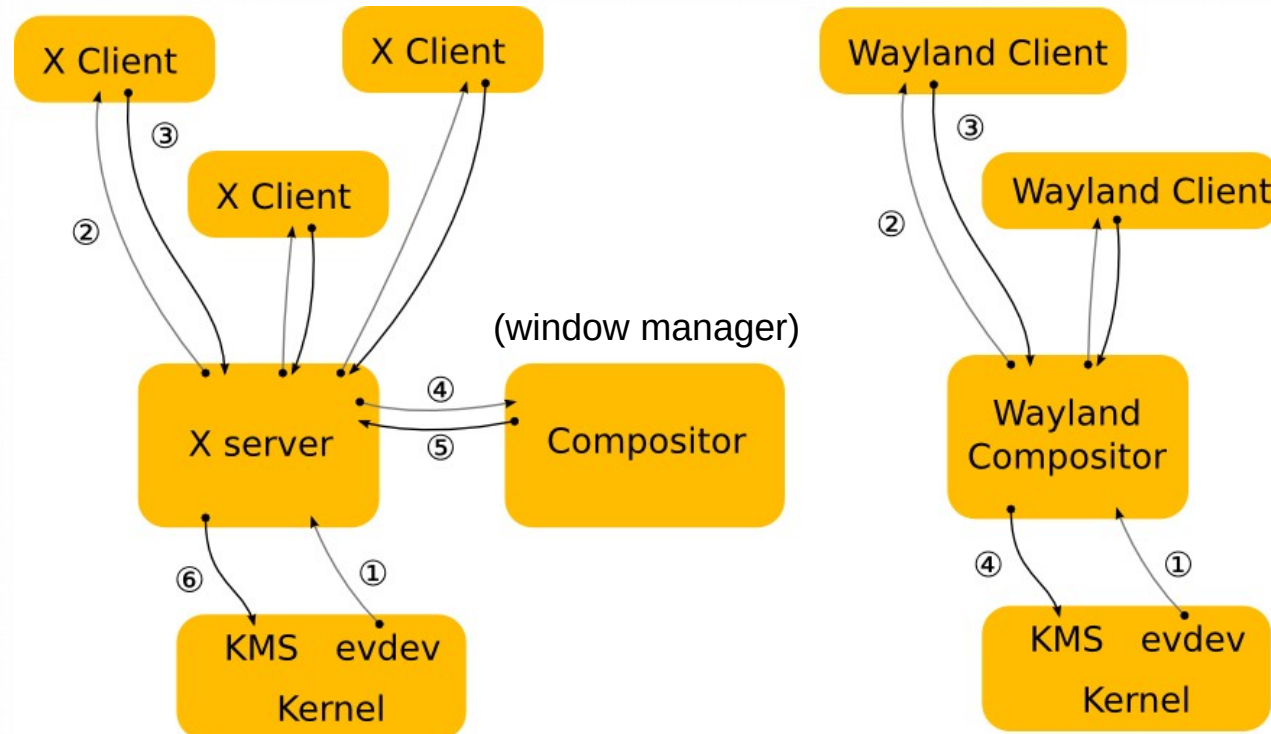 X Client
X Client
③
X Client
②
(window manager)
④
X server
Compositor
⑤
⑥
①
KMS evdev
Kernel
Wayland Client
③
Wayland Client
②
Wayland
Compositor
④
①
KMS evdev
Kernel